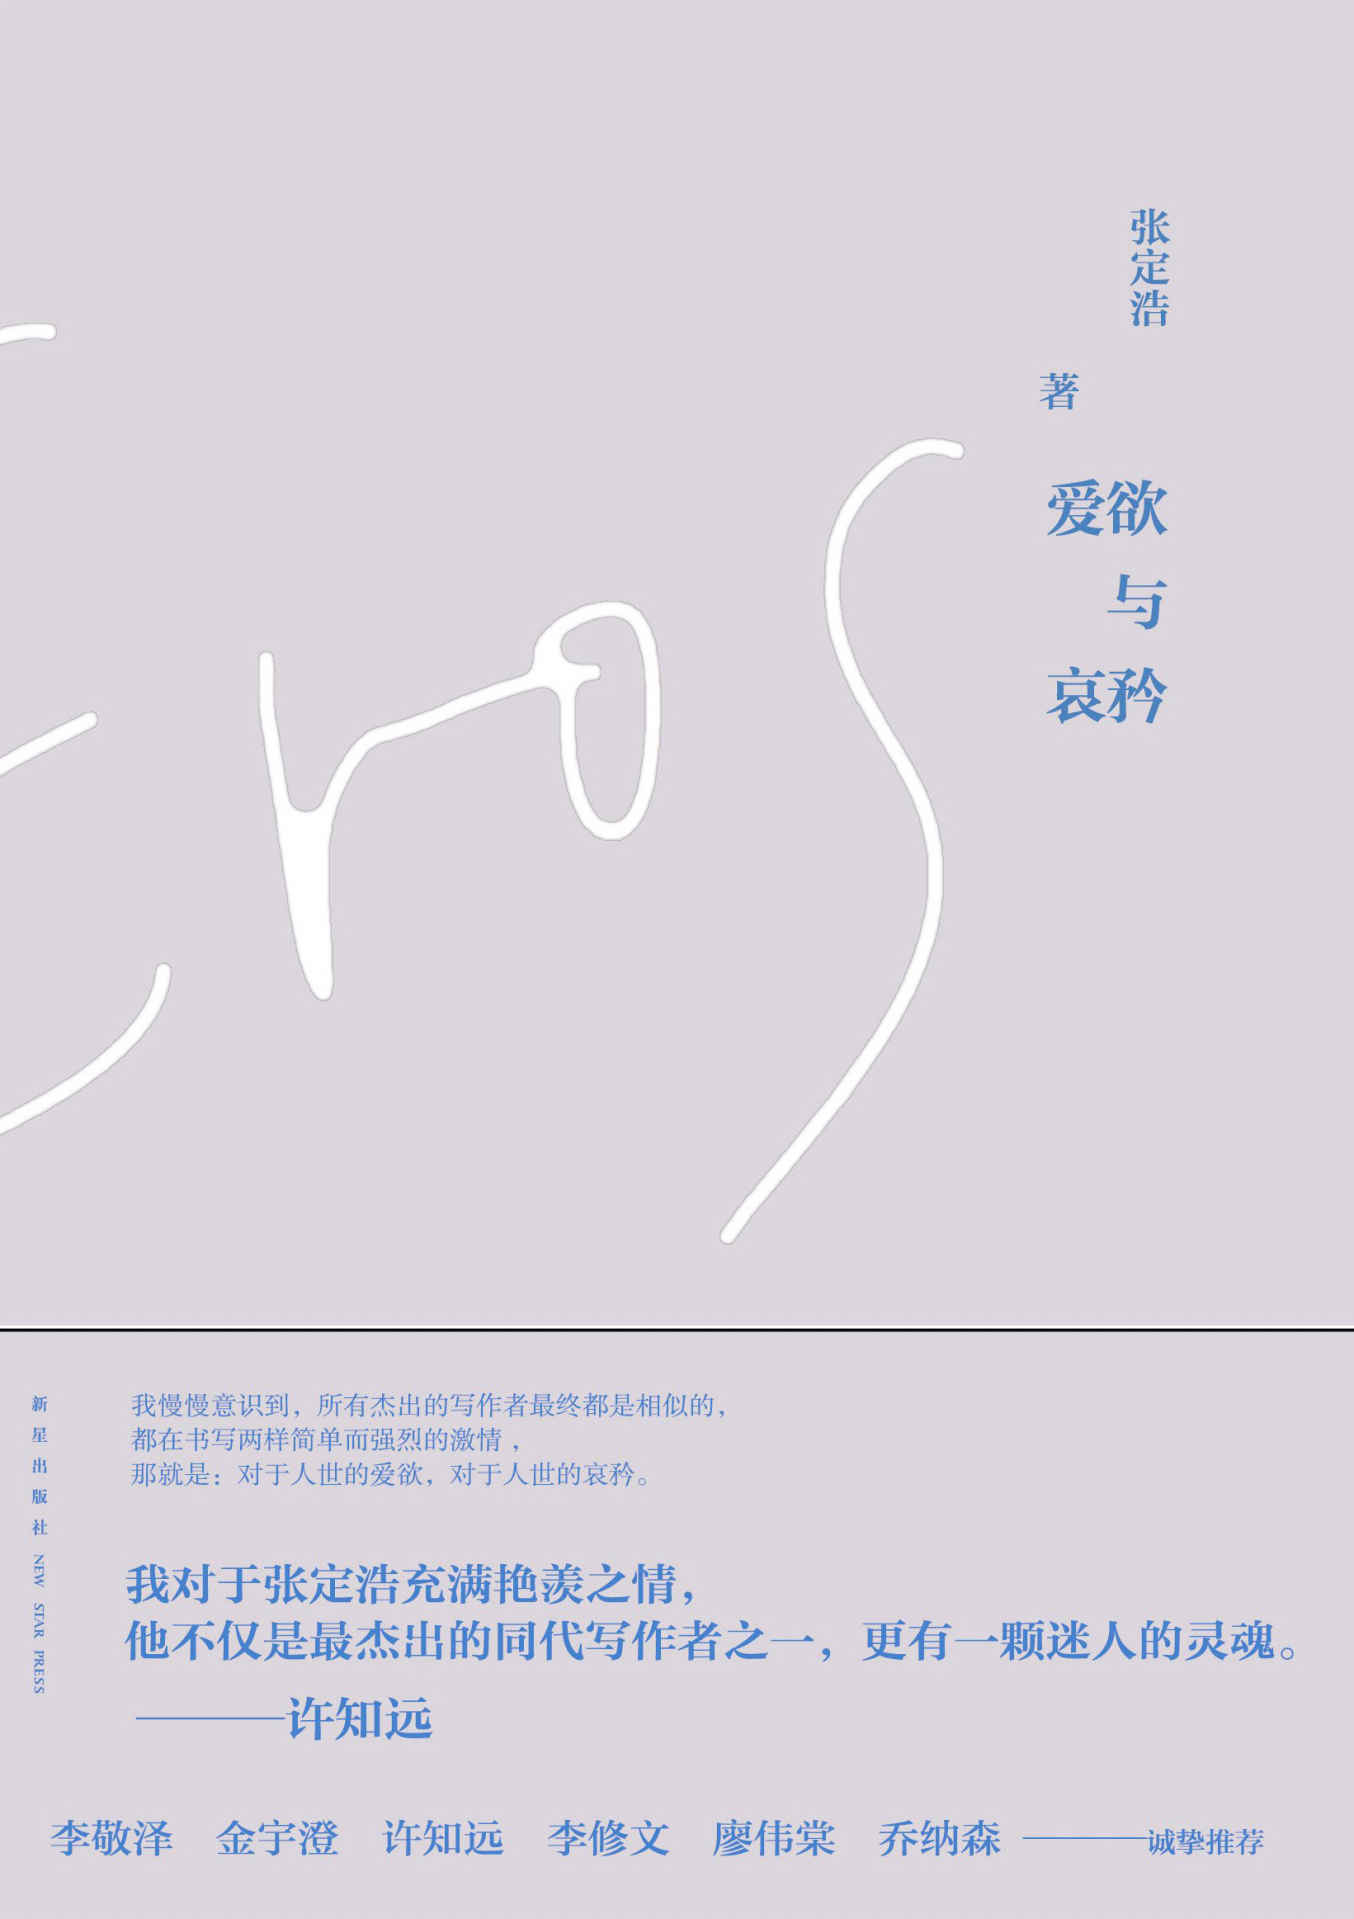 张定浩
著
爱欲
与
哀矜
Eros
我慢慢意识到，所有杰出的写作者最终都是相似的，
都在书写两样简单而强烈的激情，
那就是：对于人世的爱欲，对于人世的哀矜。
我对于张定浩充满艳羡之情，
他不仅是最杰出的同代写作者之一，更有一颗迷人的灵魂。
———许知远
李敬泽 金宇澄 许知远 李修文 廖伟棠 乔纳森 ———诚挚推荐
新星出版社 NEW STAR PRESS